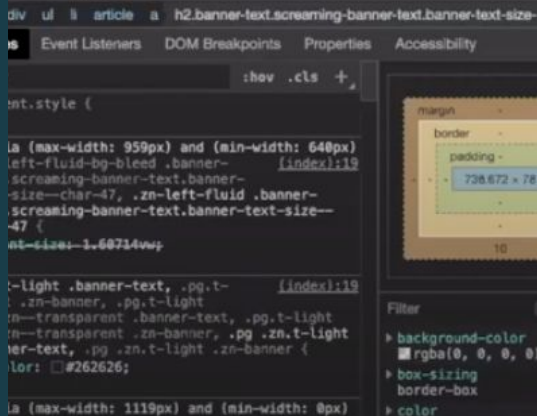 div ul li article a h2.banner-text.screaming-banner-text.banner-text-size-
s Event Listeners DOM Breakpoints Properties Accessibility
:hov .cls +
ent.style {
ia (max-width: 959px) and (min-width: 640px)
left-fluid-bg-bleed .banner- (index):19
.screaming-banner-text.banner-
-size--char-47, .zn-left-fluid .banner-
.screaming-banner-text.banner-text-size--
-47 {
nt-size: 1.60714vw;
t-light .banner-text, .pg.t- (index):19
t .zn-banner, .pg.t-light
n--transparent .banner-text, .pg.t-light
n--transparent .zn-banner, .pg .zn.t-light
ner-text, .pg .zn.t-light .zn-banner {
lor: #262626;
ia (max-width: 1119px) and (min-width: 0px)
margin -
border -
padding -
738.672 × 78
-
-
10
Filter
background-color
rgba(0, 0, 0, 0)
box-sizing
border-box
color